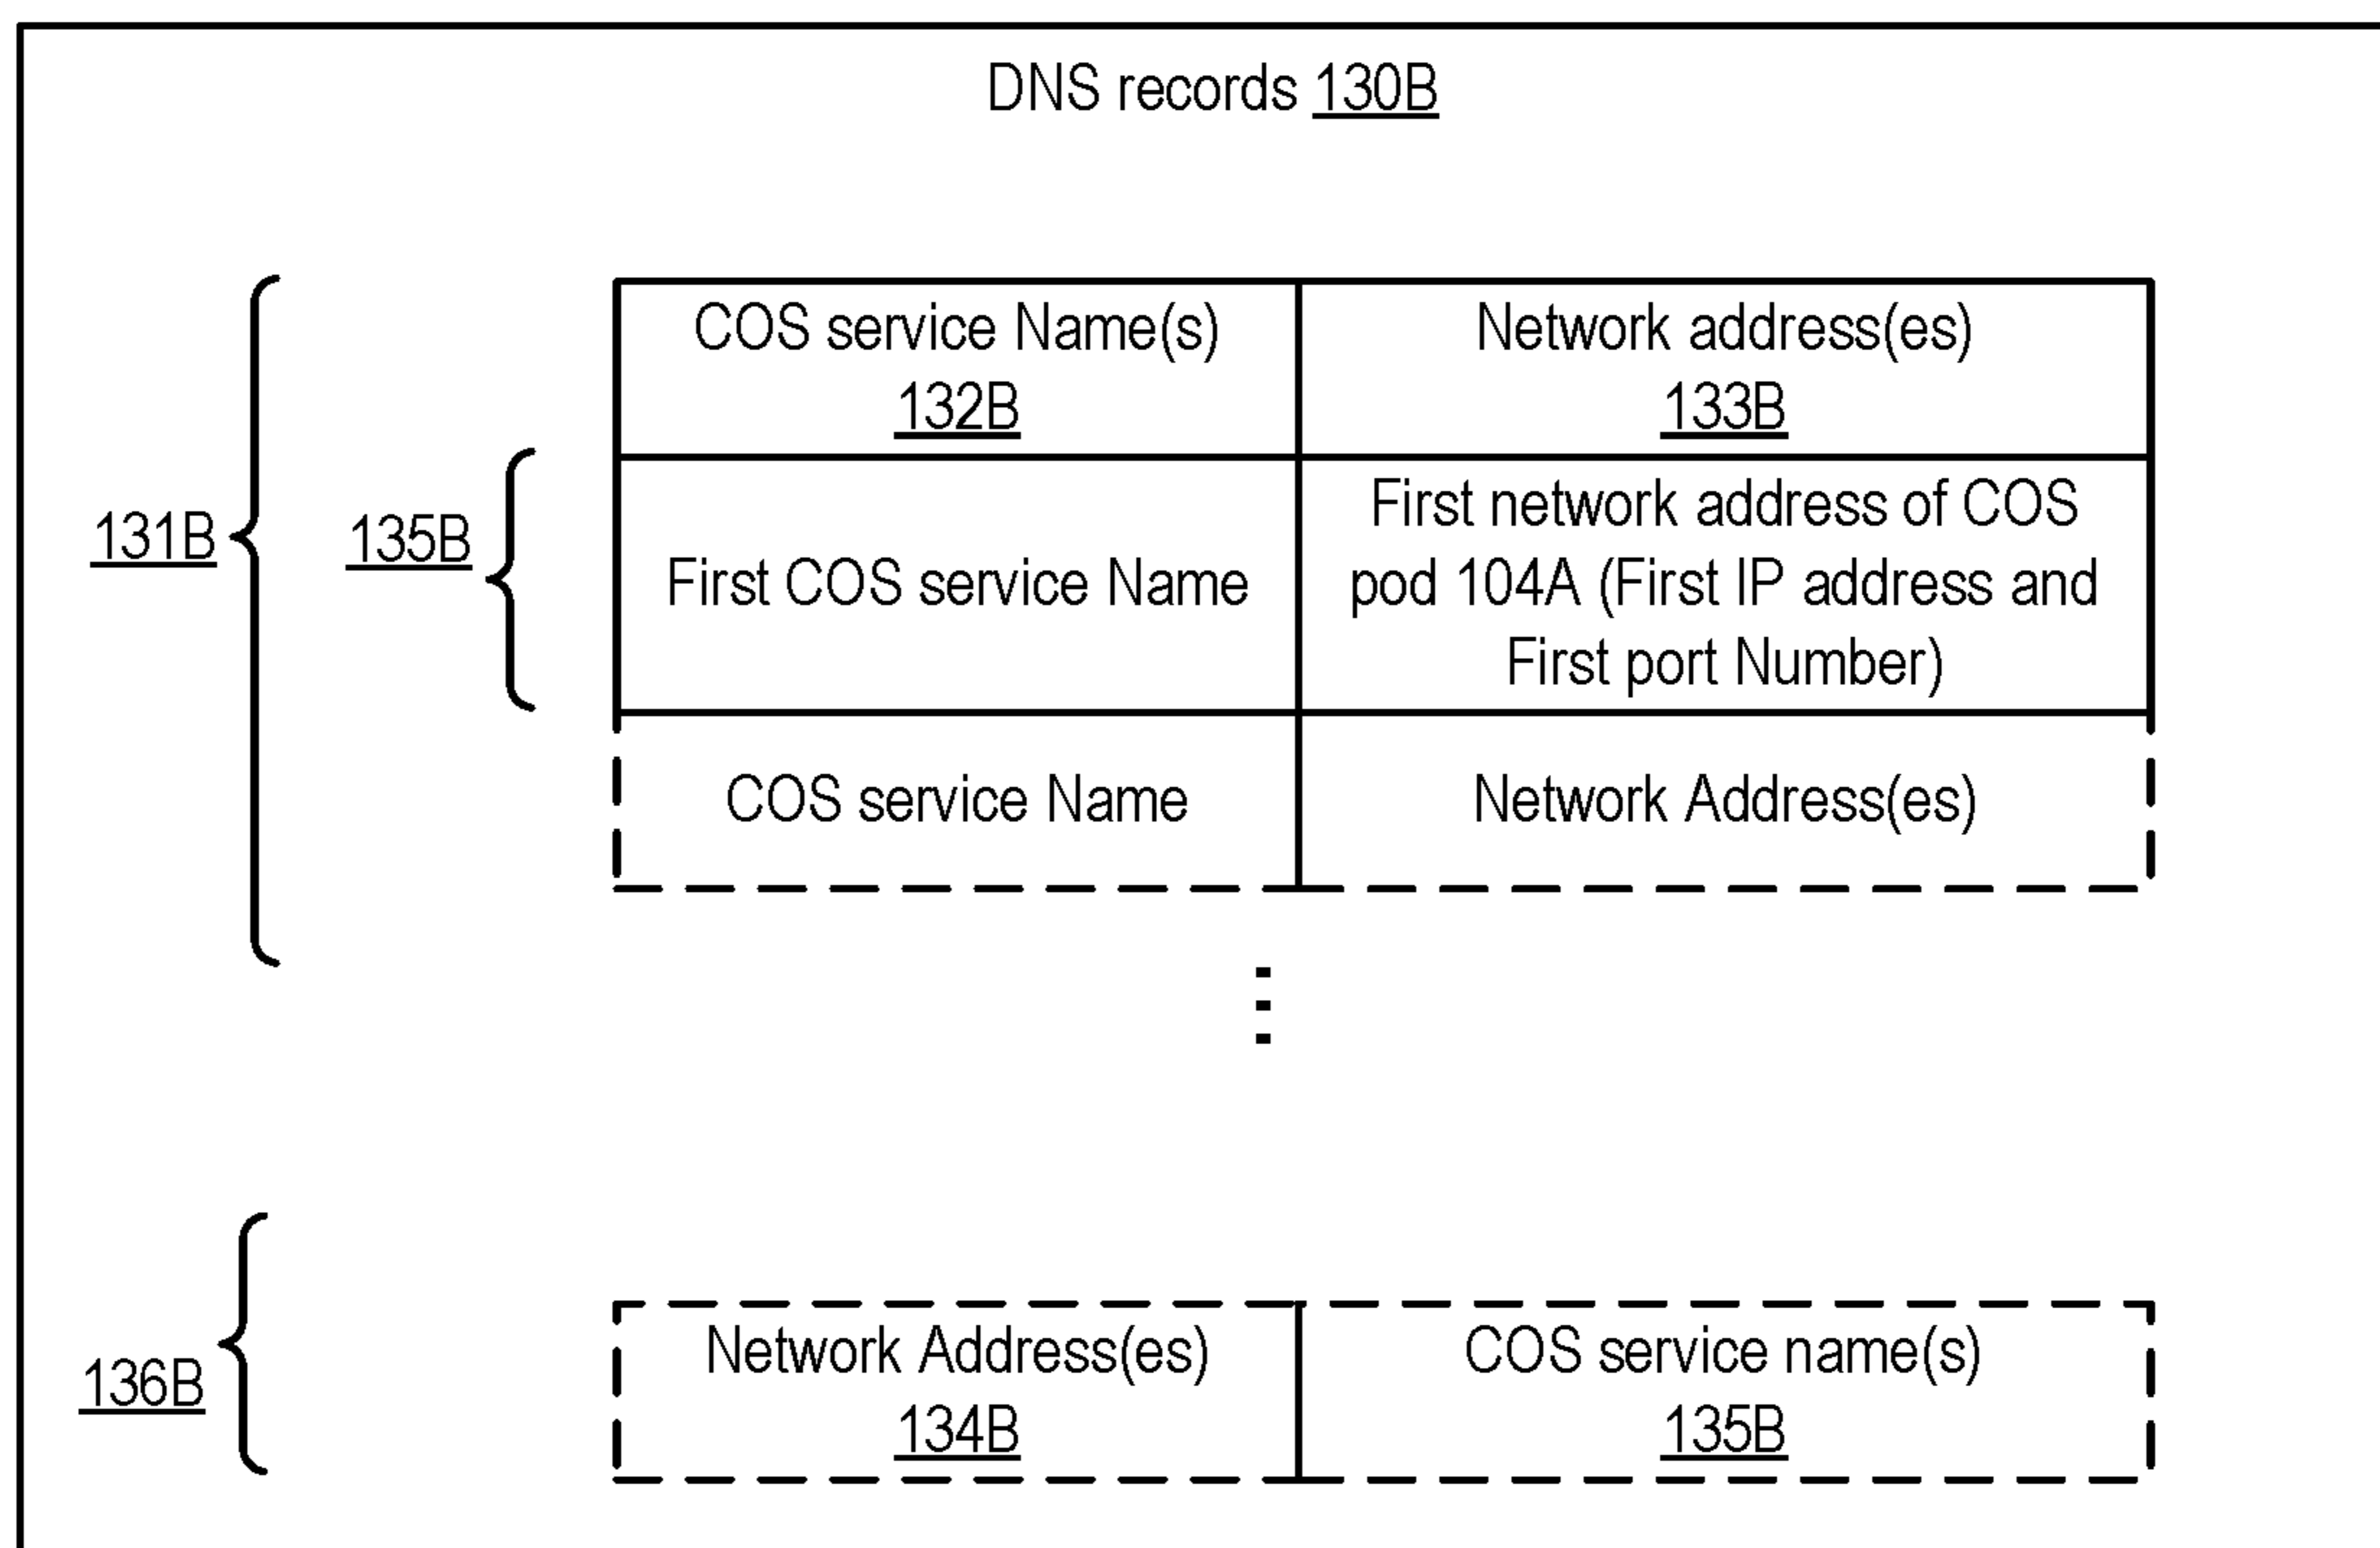 DNS records 130B
COS service Name(s)
132B
Network address(es)
133B
131B
135B
First COS service Name
First network address of COS
pod 104A (First IP address and
First port Number)
COS service Name
Network Address(es)
136B
Network Address(es)
134B
COS service name(s)
135B